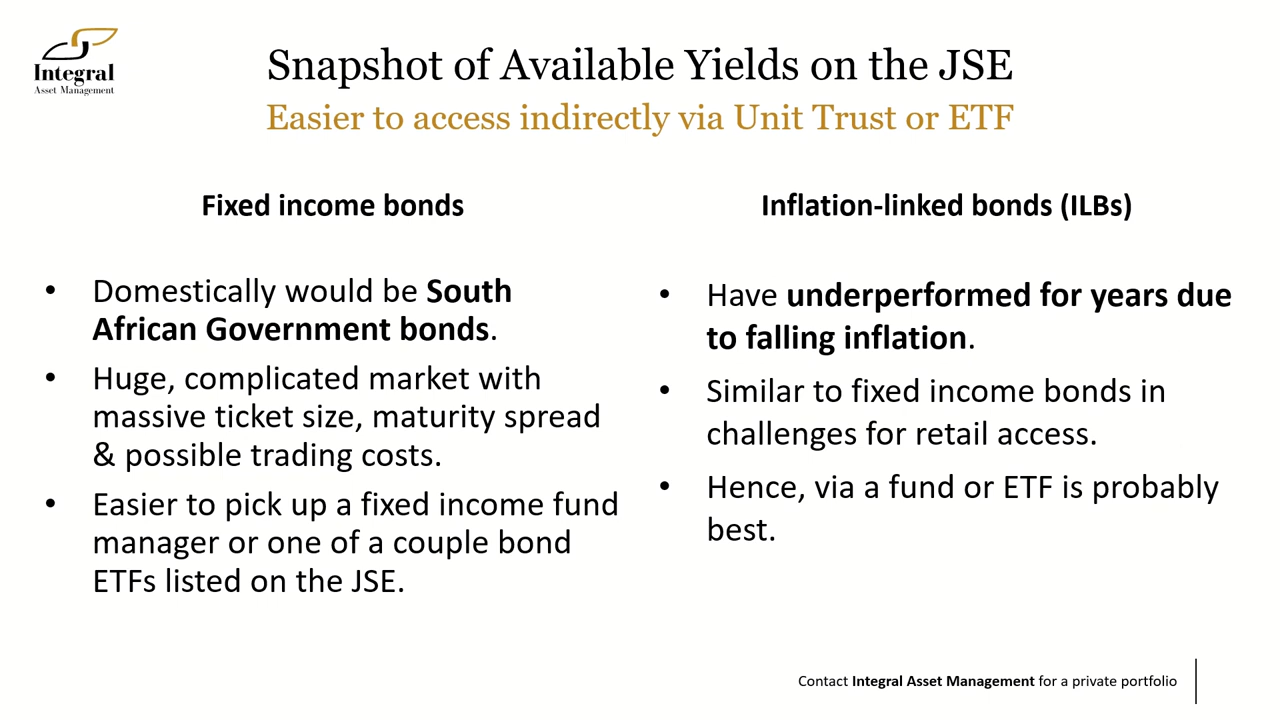 Integral
Asset Management
Snapshot of Available Yields on the JSE
Easier to access indirectly via Unit Trust or ETF
Fixed income bonds
• Domestically would be South
African Government bonds.
• Huge, complicated market with
massive ticket size, maturity spread
& possible trading costs.
• Easier to pick up a fixed income fund
manager or one of a couple bond
ETFs listed on the JSE.
Inflation-linked bonds (ILBs)
• Have underperformed for years due
to falling inflation.
• Similar to fixed income bonds in
challenges for retail access.
• Hence, via a fund or ETF is probably
best.
Contact Integral Asset Management for a private portfolio